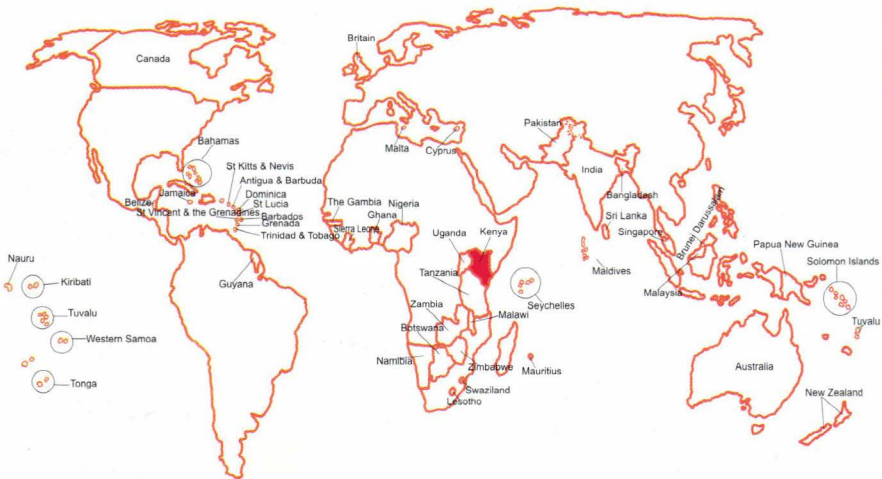 Britain
Canada
Pakistan
Bahamas
Malta
Cyprus
India
St Kitts & Nevis
Antigua & Barbuda
Jamaica
Dominica
Belize
St Lucia
Bangladesh
St Vincent & the Grenadines
Barbados
The Gambia
Nigeria
Ghana
Grenada
Sierra Leone
Sri Lanka
Trinidad & Tobago
Uganda
Kenya
Singapore
Brunei Darussalam
Papua New Guinea
Solomon Islands
Nauru
Kiribati
Guyana
Tanzania
Maldives
Malaysia
Seychelles
Tuvalu
Zambia
Malawi
Tuvalu
Botswana
Western Samoa
Namibia
Zimbabwe
Mauritius
Australia
Tonga
Swaziland
Lesotho
New Zealand